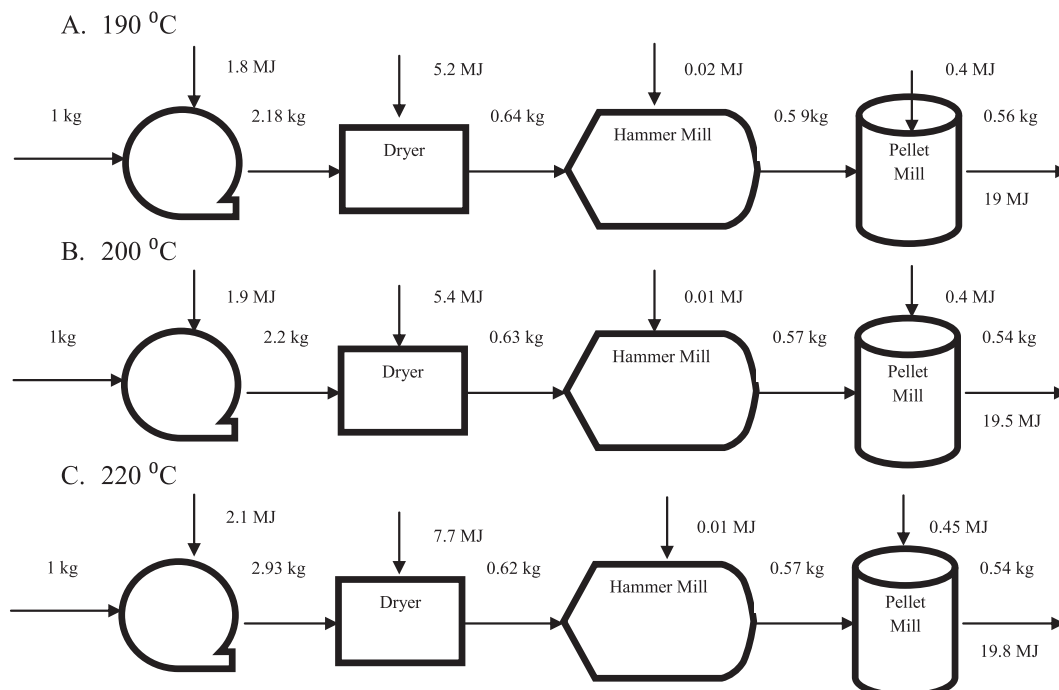 A. 190 ⁰C
1.8 MJ
5.2 MJ
0.02 MJ
0.4 MJ
1 kg
2.18 kg
0.64 kg
0.5 9kg
0.56 kg
Dryer
Hammer Mill
Pellet
Mill
19 MJ
B. 200 ⁰C
1.9 MJ
5.4 MJ
0.01 MJ
0.4 MJ
1kg
2.2 kg
0.63 kg
0.57 kg
0.54 kg
Dryer
Hammer Mill
Pellet
Mill
19.5 MJ
C. 220 ⁰C
2.1 MJ
7.7 MJ
0.01 MJ
0.45 MJ
1 kg
2.93 kg
0.62 kg
0.57 kg
0.54 kg
Dryer
Hammer Mill
Pellet
Mill
19.8 MJ